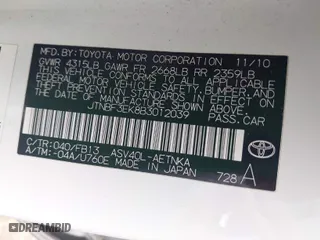 MFD.BY:TOYOTA MOTOR CORPORATION 11/10
GVWR 4315LB GAWR FR 2668LB RR 2359LB
THIS VEHICLE CONFORMS TO ALL APPLICABLE
FEDERAL MOTOR VEHICLE SAFETY, BUMPER, AND
THEFT PREVENTION STANDARDS IN EFFECT ON
THE DATE OF MANUFACTURE SHOWN ABOVE.
JTNBF3EK8B3012039 PASS.CAR
C/TR:040/FB13 ASV40L-AETNKA
A/TM:-04A/U760E MADE IN JAPAN
728 A
TOYOTA